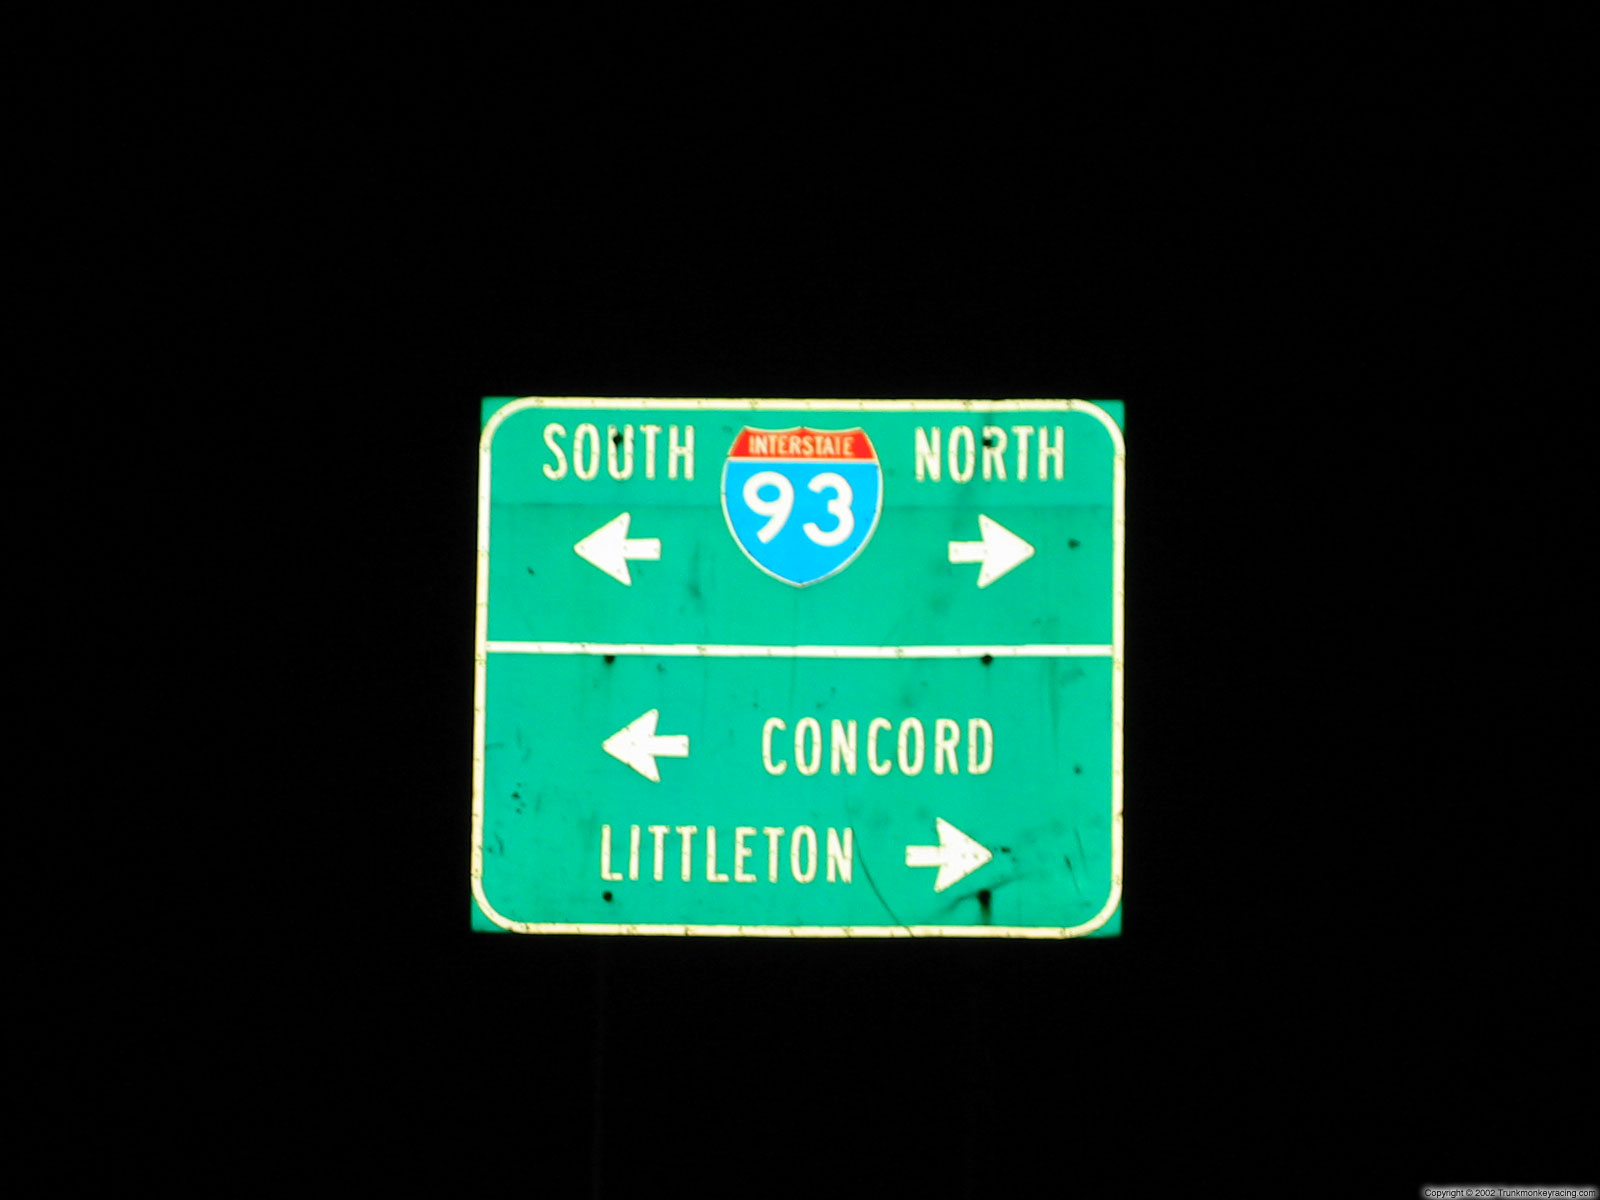 SOUTH INTERSTATE NORTH
93
CONCORD
LITTLETON
Copyright © 2002 Trunkmonkeyracing.com